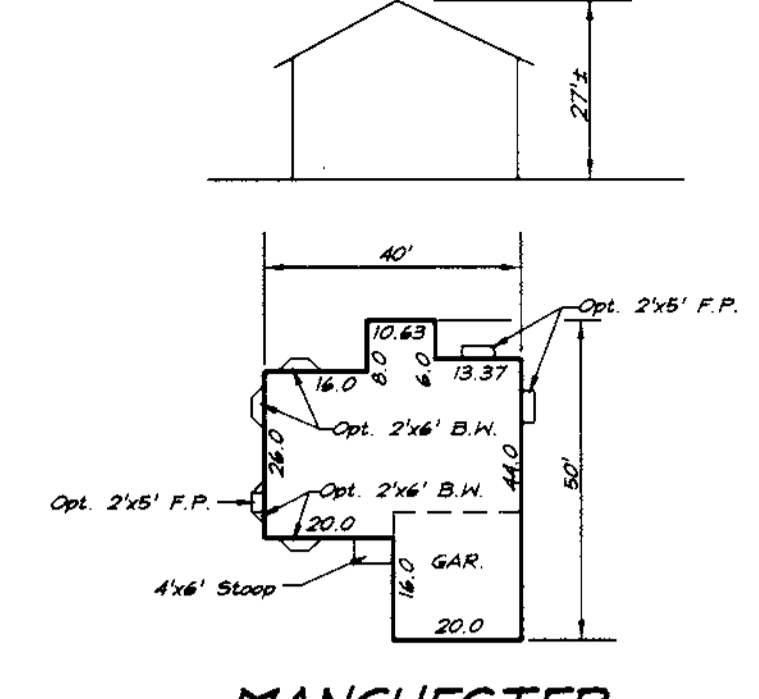 27'±
40'
Opt. 2'x5' F.P.
10.63
8.0
6.0
16.0
13.37
Opt. 2'x6' B.W.
26.0
44.0
50'
Opt. 2'x5' F.P.
Opt. 2'x6' B.W.
20.0
GAR.
16.0
4'x6' Stoop
20.0
MANCHESTER